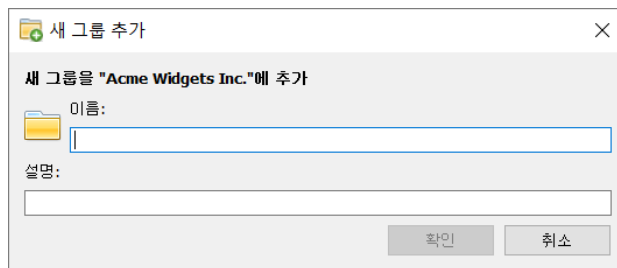 새 그룹 추가
새 그룹을 "Acme Widgets Inc."에 추가
이름:
설명:
확인 취소